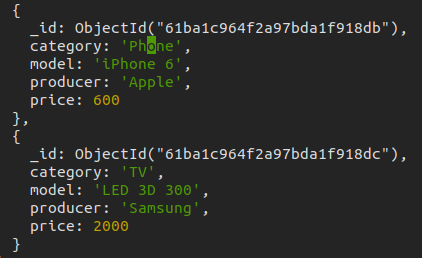 {
_id: ObjectId("61ba1c964f2a97bda1f918db"),
category: 'Phone',
model: 'iPhone 6',
producer: 'Apple',
price: 600
},
{
_id: ObjectId("61ba1c964f2a97bda1f918dc"),
category: 'TV',
model: 'LED 3D 300',
producer: 'Samsung',
price: 2000
}